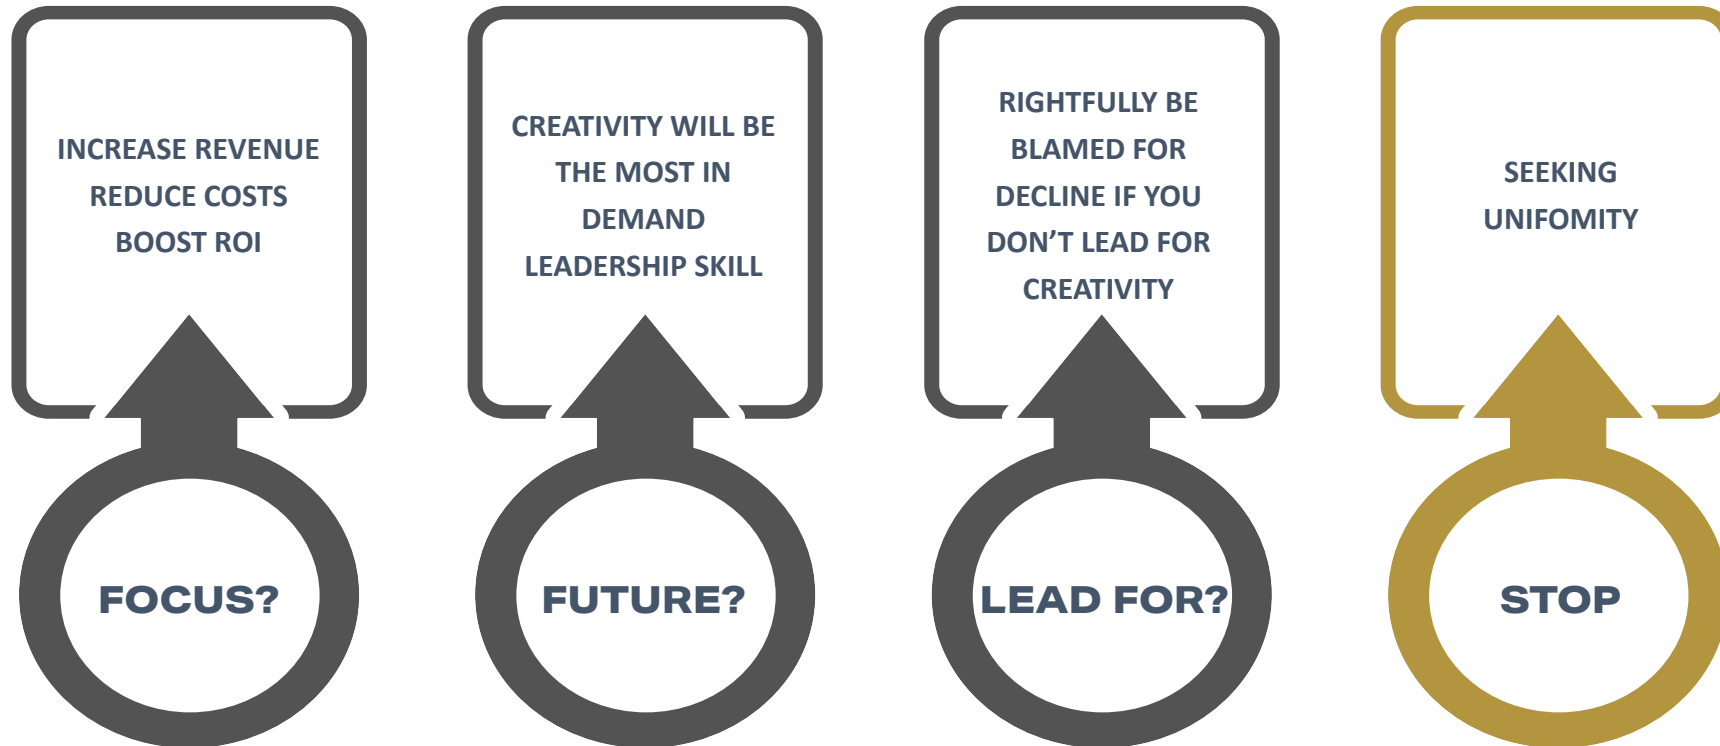 INCREASE REVENUE
REDUCE COSTS
BOOST ROI
FOCUS?
CREATIVITY WILL BE
THE MOST IN
DEMAND
LEADERSHIP SKILL
FUTURE?
RIGHTFULLY BE
BLAMED FOR
DECLINE IF YOU
DON’T LEAD FOR
CREATIVITY
LEAD FOR?
SEEKING
UNIFOMITY
STOP